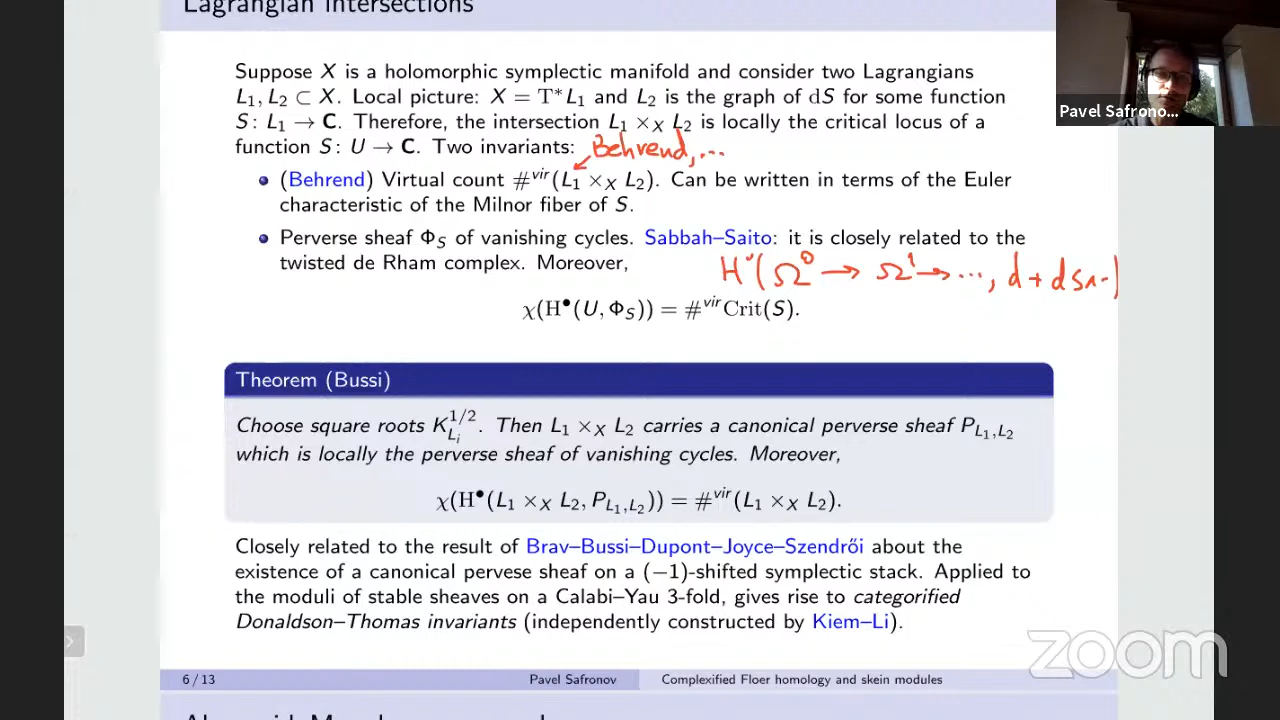 Lagrangian intersections
Pavel Safrono...
Suppose X is a holomorphic symplectic manifold and consider two Lagrangians
L₁, L₂ ⊂ X. Local picture: X = T*L₁ and L₂ is the graph of dS for some function
S: L₁ → C. Therefore, the intersection L₁ ×_X L₂ is locally the critical locus of a
function S: U → C. Two invariants:
Behrend, ...
• (Behrend) Virtual count #^{vir}(L₁ ×_X L₂). Can be written in terms of the Euler
characteristic of the Milnor fiber of S.
• Perverse sheaf Φ_S of vanishing cycles. Sabbah–Saito: it is closely related to the
twisted de Rham complex. Moreover,
H^•(Ω⁰ → Ω¹ → ..., d + dS∧-)
χ(H^•(U, Φ_S)) = #^{vir}Crit(S).
Theorem (Bussi)
Choose square roots K_{L_i}^{1/2}. Then L₁ ×_X L₂ carries a canonical perverse sheaf P_{L₁,L₂}
which is locally the perverse sheaf of vanishing cycles. Moreover,
χ(H^•(L₁ ×_X L₂, P_{L₁,L₂})) = #^{vir}(L₁ ×_X L₂).
Closely related to the result of Brav–Bussi–Dupont–Joyce–Szendrői about the
existence of a canonical pervese sheaf on a (−1)-shifted symplectic stack. Applied to
the moduli of stable sheaves on a Calabi–Yau 3-fold, gives rise to categorified
Donaldson–Thomas invariants (independently constructed by Kiem–Li).
zoom
6 / 13 Pavel Safronov Complexified Floer homology and skein modules